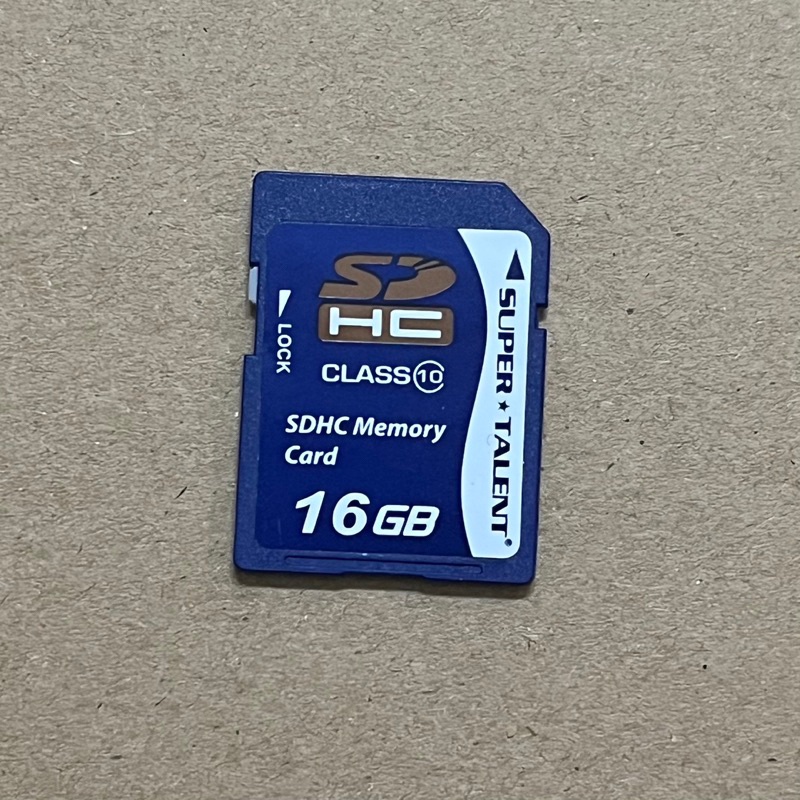 SD
HC
CLASS 10
SDHC Memory
Card
16GB
LOCK
SUPER★TALENT®